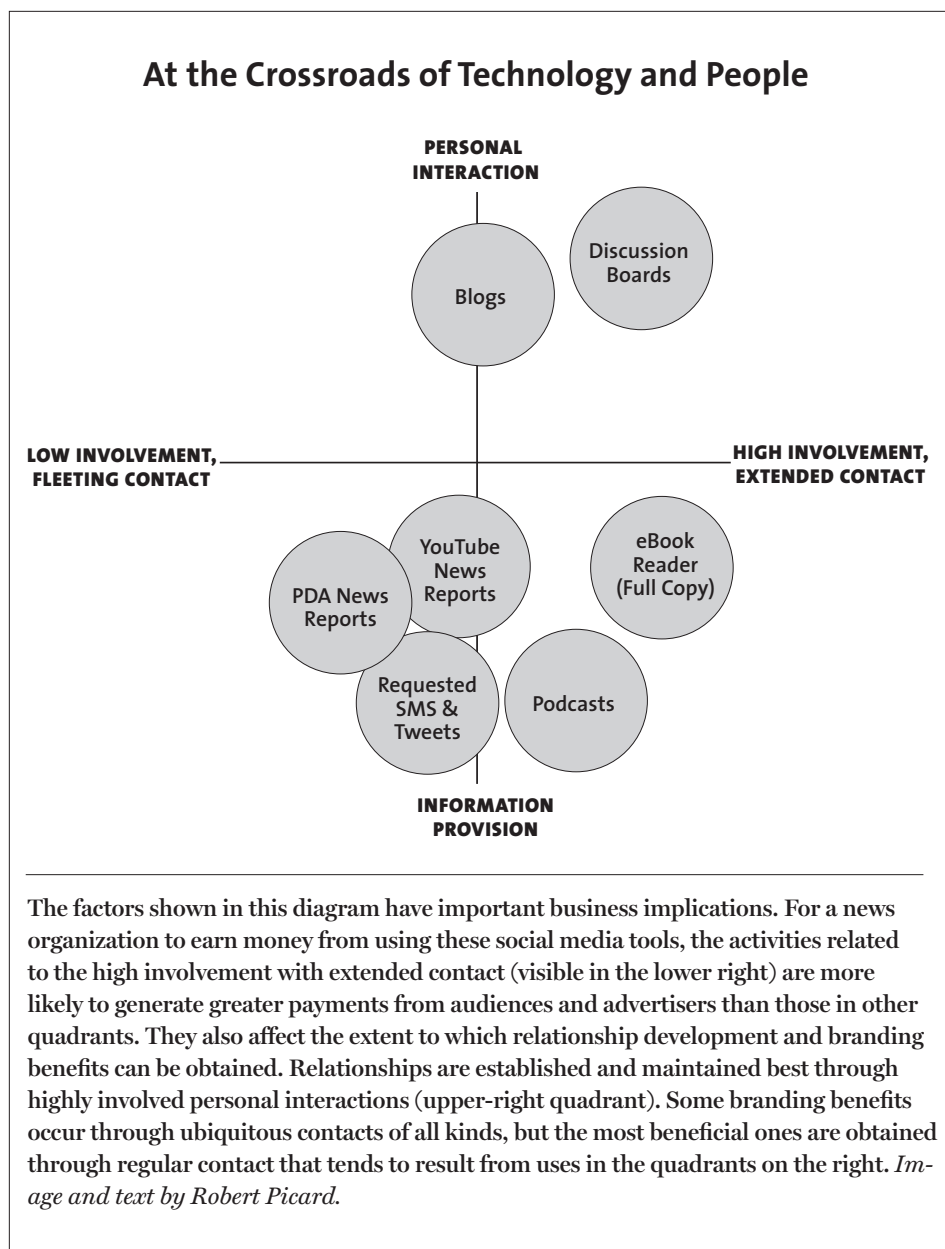 At the Crossroads of Technology and People
PERSONAL
INTERACTION
Discussion
Boards
Blogs
LOW INVOLVEMENT,
FLEETING CONTACT
HIGH INVOLVEMENT,
EXTENDED CONTACT
YouTube
News
Reports
eBook
Reader
(Full Copy)
PDA News
Reports
Requested
SMS &
Tweets
Podcasts
INFORMATION
PROVISION
The factors shown in this diagram have important business implications. For a news
organization to earn money from using these social media tools, the activities related
to the high involvement with extended contact (visible in the lower right) are more
likely to generate greater payments from audiences and advertisers than those in other
quadrants. They also affect the extent to which relationship development and branding
benefits can be obtained. Relationships are established and maintained best through
highly involved personal interactions (upper-right quadrant). Some branding benefits
occur through ubiquitous contacts of all kinds, but the most beneficial ones are obtained
through regular contact that tends to result from uses in the quadrants on the right. Im-
age and text by Robert Picard.